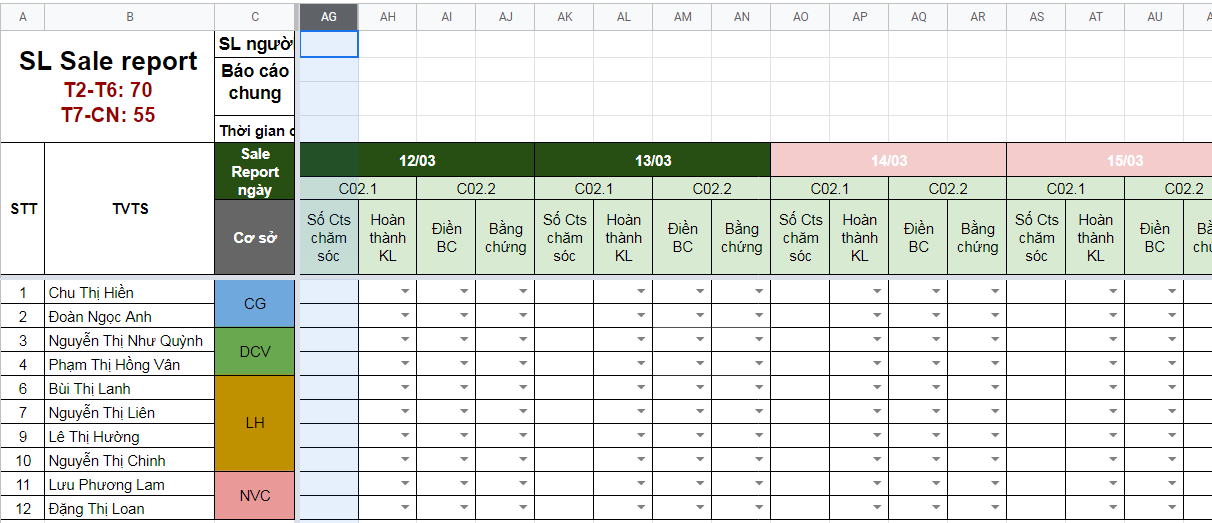 A B C AG AH AI AJ AK AL AM AN AO AP AQ AR AS AT AU
SL Sale report
T2-T6: 70
T7-CN: 55
SL ngườ
Báo cáo
chung
Thời gian c
STT
TVTS
Sale
Report
ngày
Cơ sở
12/03 13/03 14/03 15/03
C02.1 C02.2 C02.1 C02.2 C02.1 C02.2 C02.1 C02.2
Số Cts Hoàn Điền Bằng Số Cts Hoàn Điền Bằng Số Cts Hoàn Điền Bằng Số Cts Hoàn Điền Bằ
chăm thành BC chứng chăm thành BC chứng chăm thành BC chứng chăm thành BC chứ
sóc KL sóc KL sóc KL sóc KL
1 Chu Thị Hiền
CG
2 Đoàn Ngọc Anh
3 Nguyễn Thị Như Quỳnh
DCV
4 Phạm Thị Hồng Vân
6 Bùi Thị Lanh
7 Nguyễn Thị Liên
LH
9 Lê Thị Hường
10 Nguyễn Thị Chinh
11 Lưu Phương Lam
NVC
12 Đặng Thị Loan